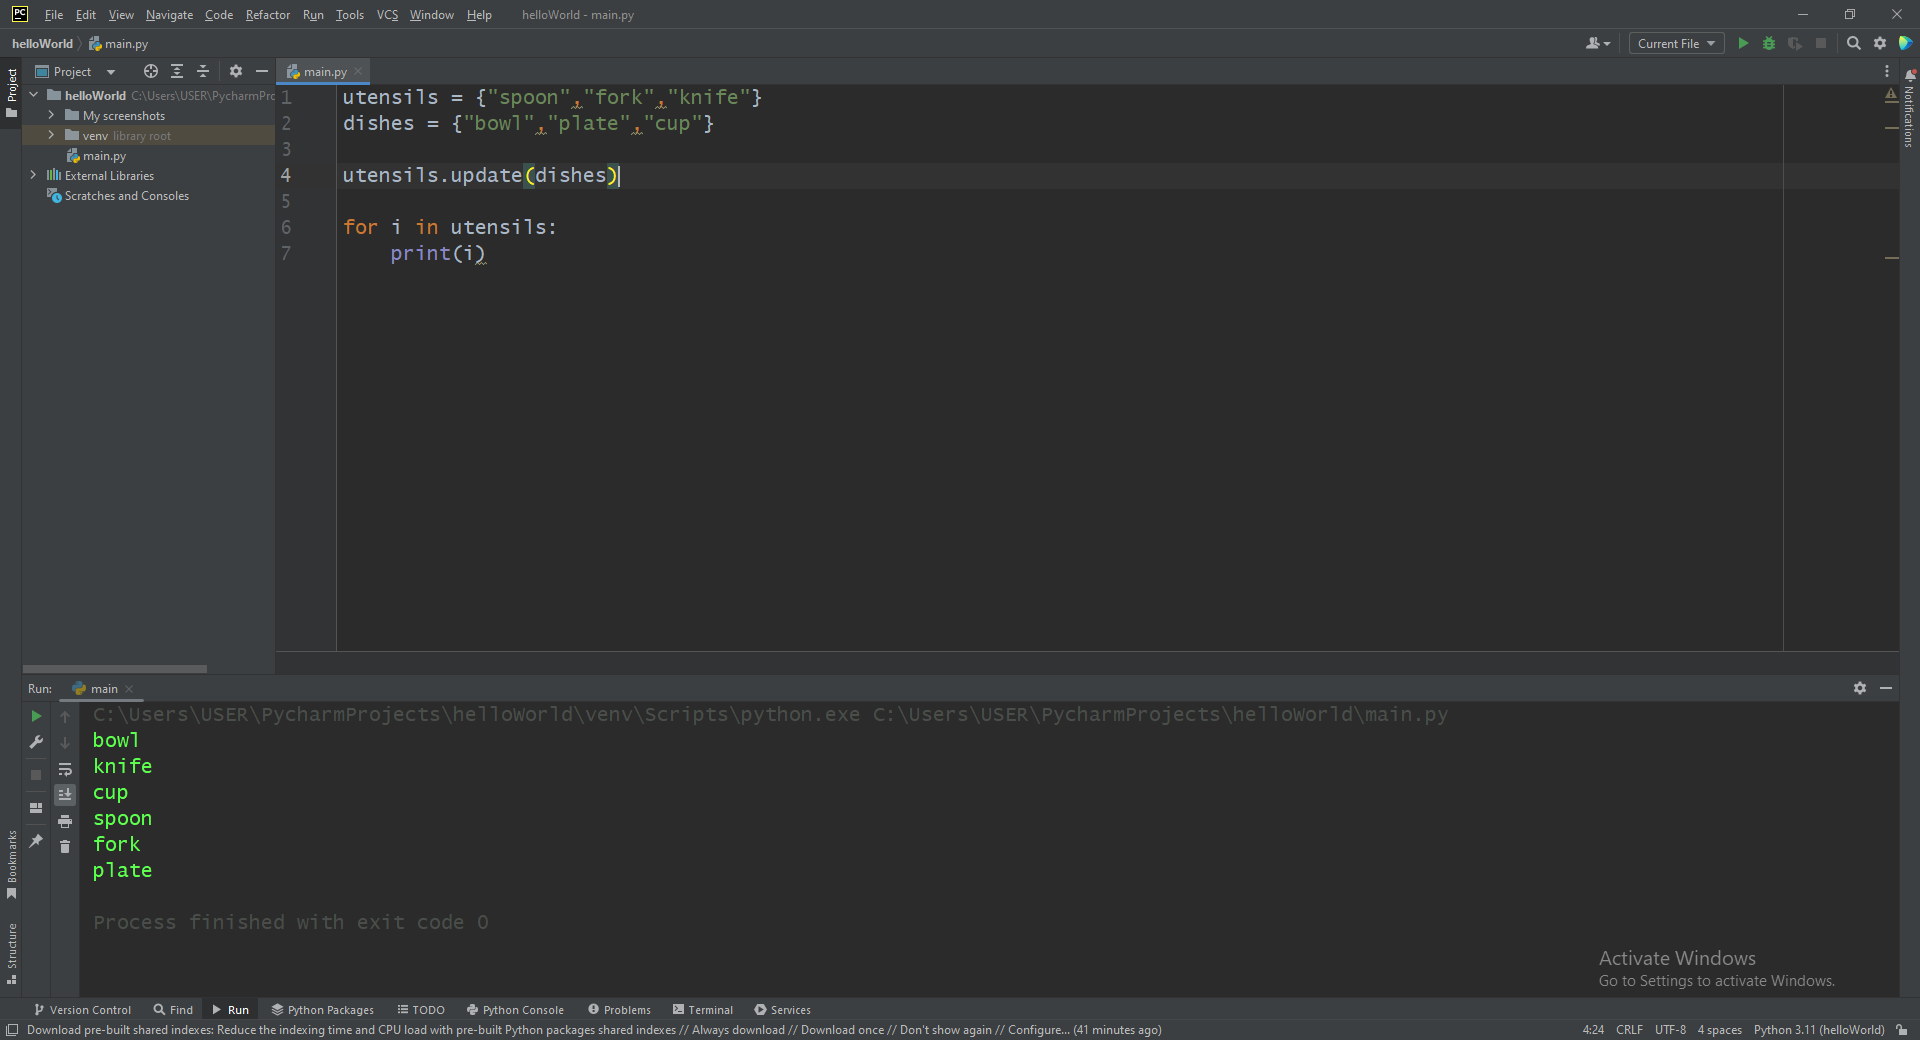 PC File Edit View Navigate Code Refactor Run Tools VCS Window Help helloWorld - main.py
helloWorld main.py Current File
Project main.py
Project
helloWorld C:\Users\USER\PycharmPro
My screenshots
venv library root
main.py
External Libraries
Scratches and Consoles
1 utensils = {"spoon","fork","knife"}
2 dishes = {"bowl","plate","cup"}
3
4 utensils.update(dishes)
5
6 for i in utensils:
7 print(i)
Notifications
Run: main
C:\Users\USER\PycharmProjects\helloWorld\venv\Scripts\python.exe C:\Users\USER\PycharmProjects\helloWorld\main.py
bowl
knife
cup
spoon
fork
plate
Process finished with exit code 0
Bookmarks
Structure
Activate Windows
Go to Settings to activate Windows.
Version Control Find Run Python Packages TODO Python Console Problems Terminal Services
Download pre-built shared indexes: Reduce the indexing time and CPU load with pre-built Python packages shared indexes // Always download // Download once // Don't show again // Configure... (41 minutes ago) 4:24 CRLF UTF-8 4 spaces Python 3.11 (helloWorld)